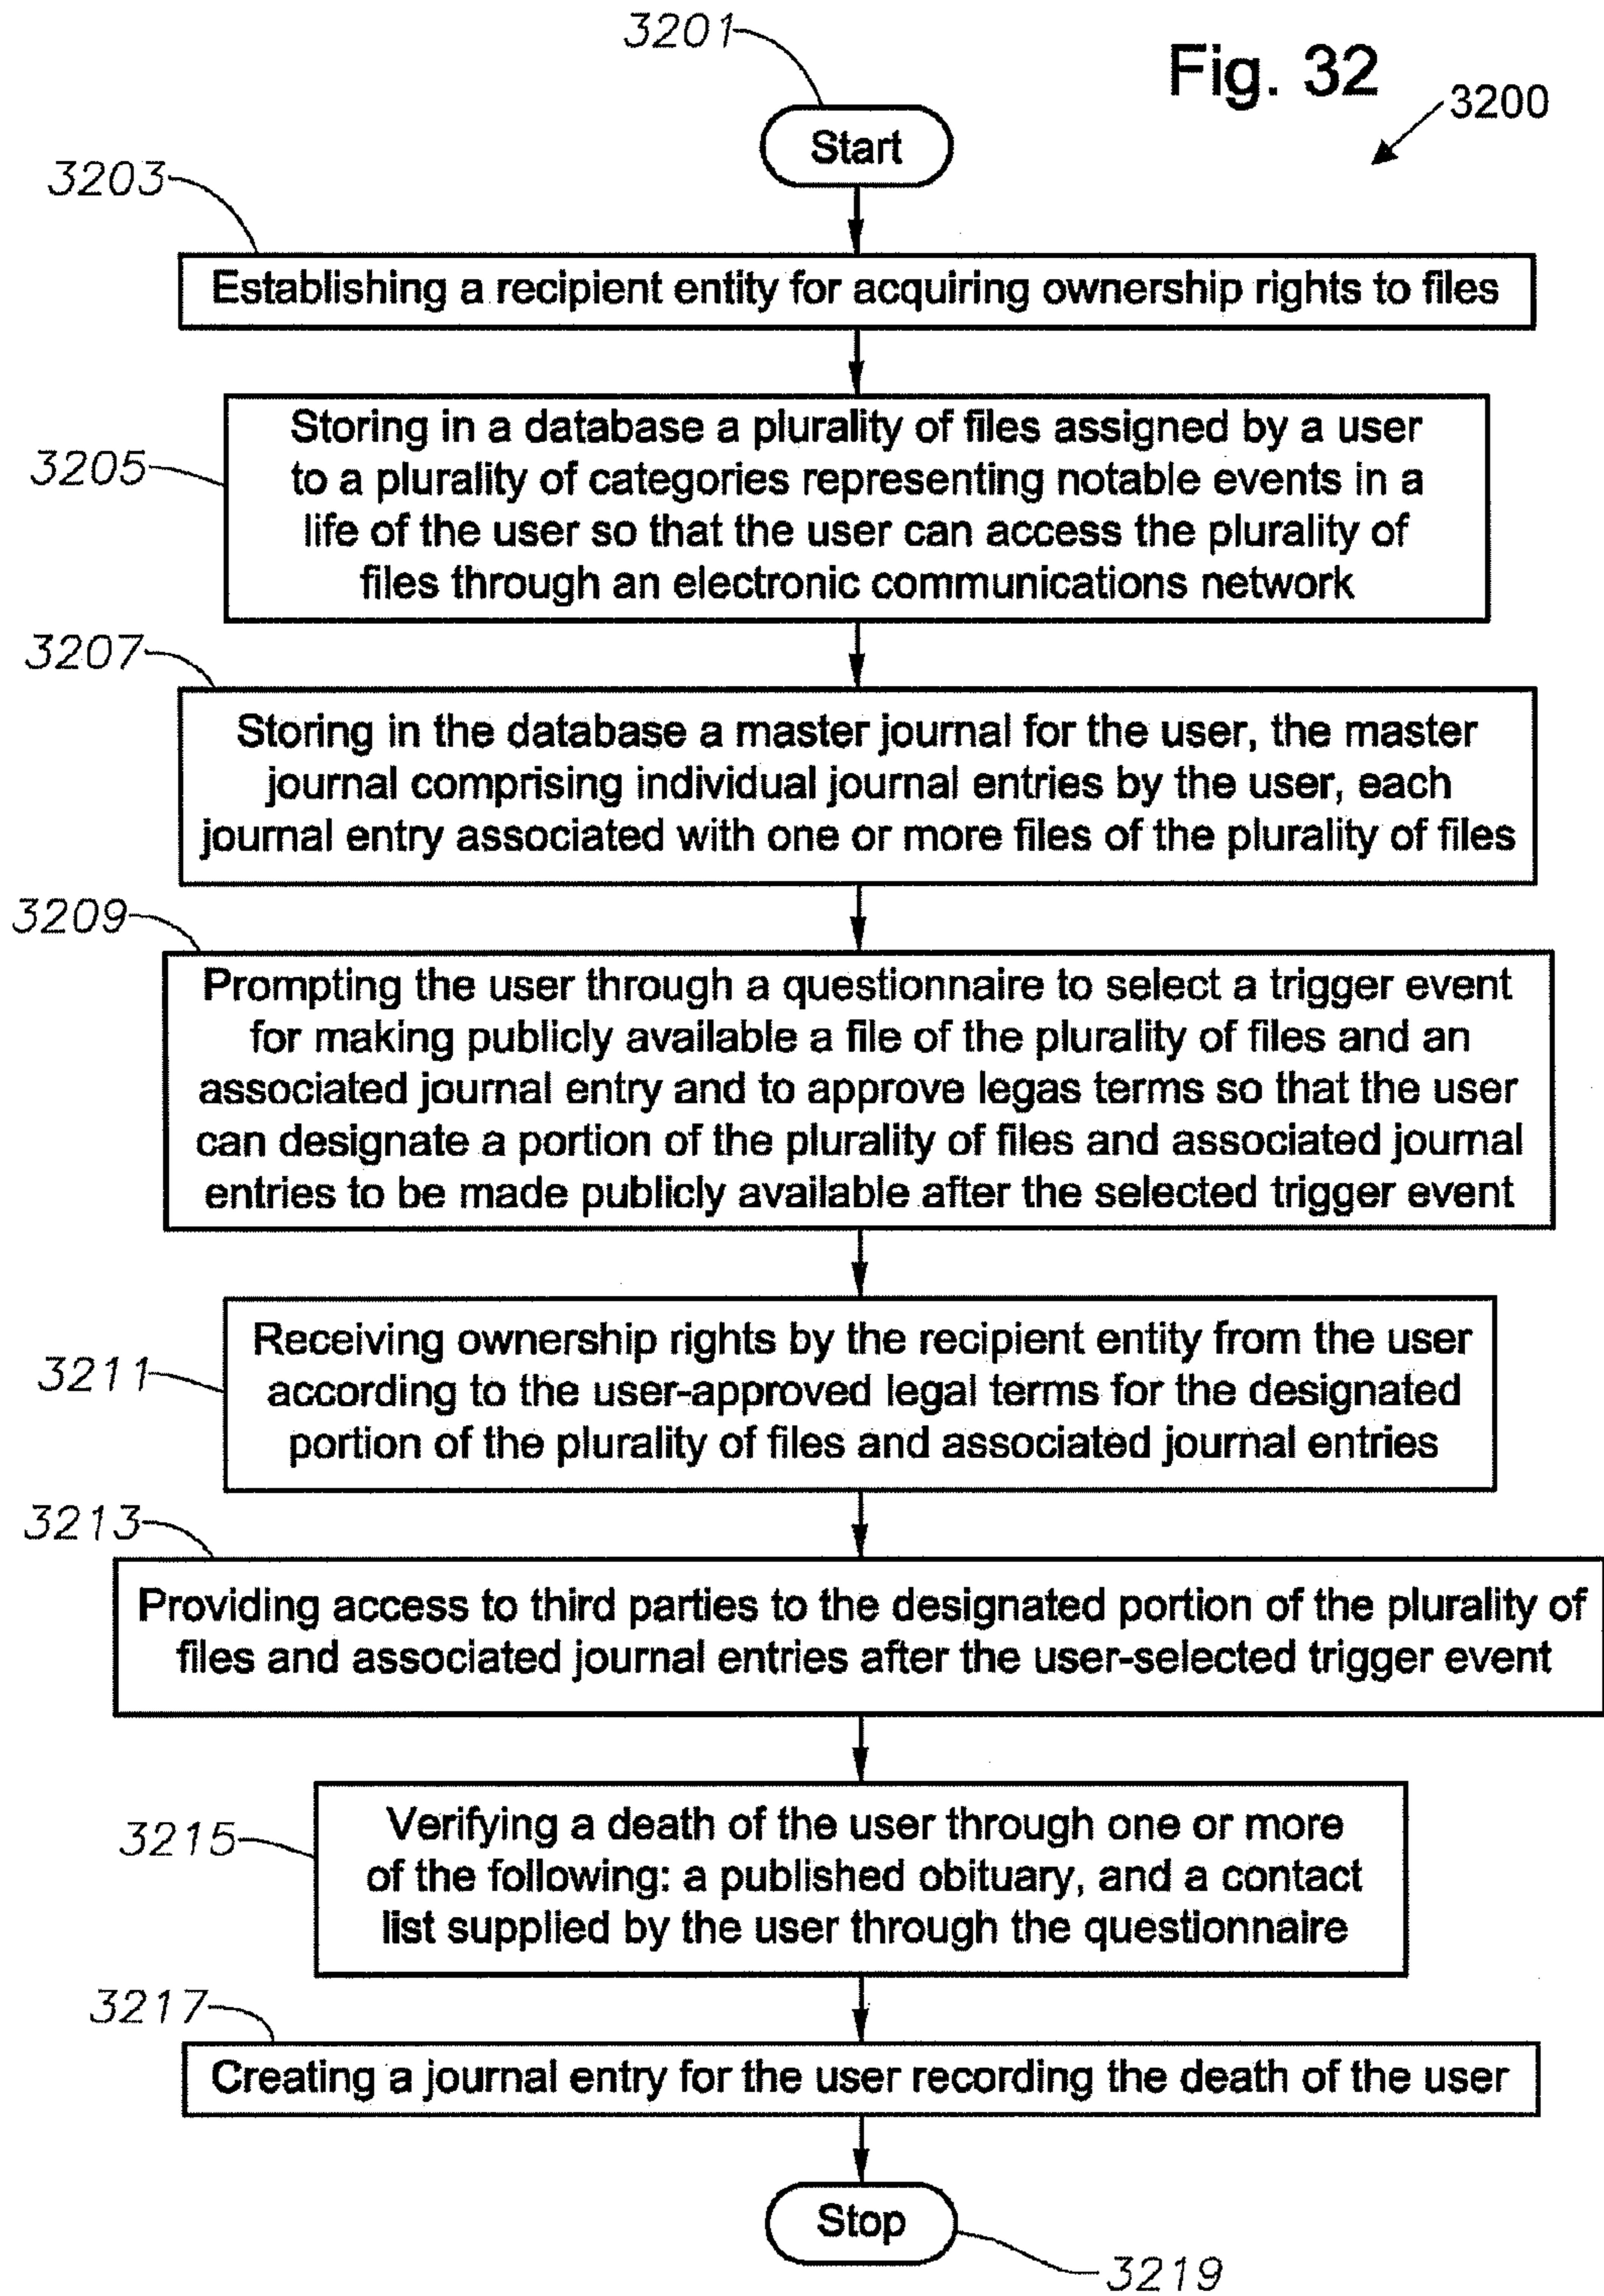 3201
Fig. 32
3200
Start
3203
Establishing a recipient entity for acquiring ownership rights to files
3205
Storing in a database a plurality of files assigned by a user
to a plurality of categories representing notable events in a
life of the user so that the user can access the plurality of
files through an electronic communications network
3207
Storing in the database a master journal for the user, the master
journal comprising individual journal entries by the user, each
journal entry associated with one or more files of the plurality of files
3209
Prompting the user through a questionnaire to select a trigger event
for making publicly available a file of the plurality of files and an
associated journal entry and to approve legas terms so that the user
can designate a portion of the plurality of files and associated journal
entries to be made publicly available after the selected trigger event
3211
Receiving ownership rights by the recipient entity from the user
according to the user-approved legal terms for the designated
portion of the plurality of files and associated journal entries
3213
Providing access to third parties to the designated portion of the plurality of
files and associated journal entries after the user-selected trigger event
3215
Verifying a death of the user through one or more
of the following: a published obituary, and a contact
list supplied by the user through the questionnaire
3217
Creating a journal entry for the user recording the death of the user
Stop
3219